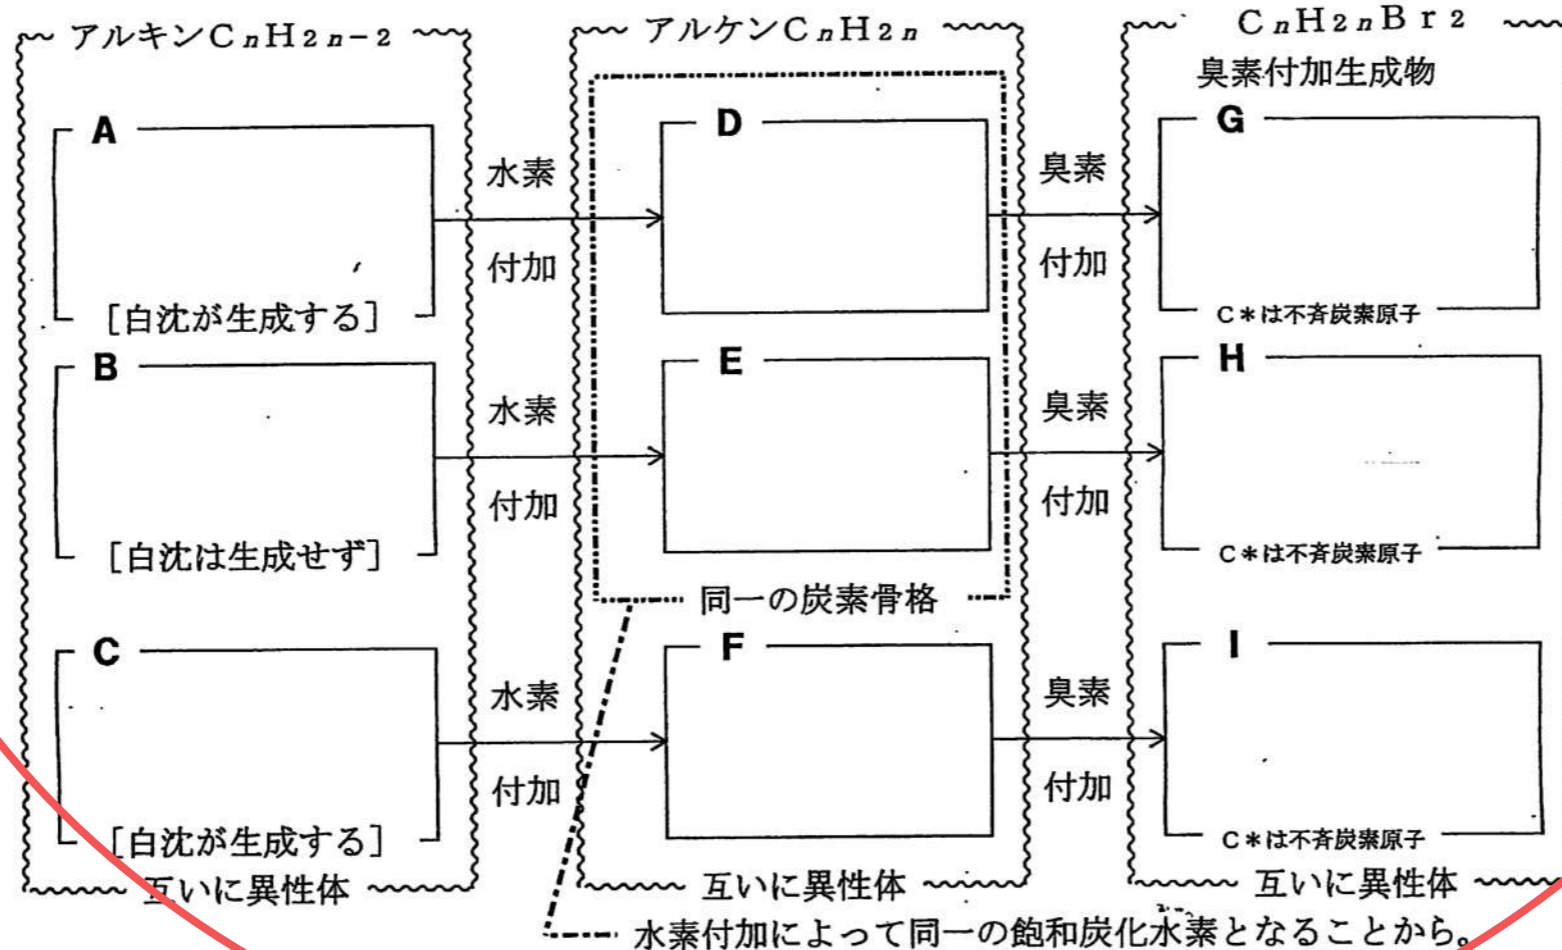 アルキンCnH2n-2
アルケンCnH2n
CnH2nBr2
臭素付加生成物
A
[白沈が生成する]
水素
付加
D
臭素
付加
G
C*は不斉炭素原子
B
[白沈は生成せず]
水素
付加
E
臭素
付加
H
C*は不斉炭素原子
同一の炭素骨格
C
[白沈が生成する]
水素
付加
F
臭素
付加
I
C*は不斉炭素原子
互いに異性体
互いに異性体
互いに異性体
水素付加によって同一の飽和炭化水素となることから。